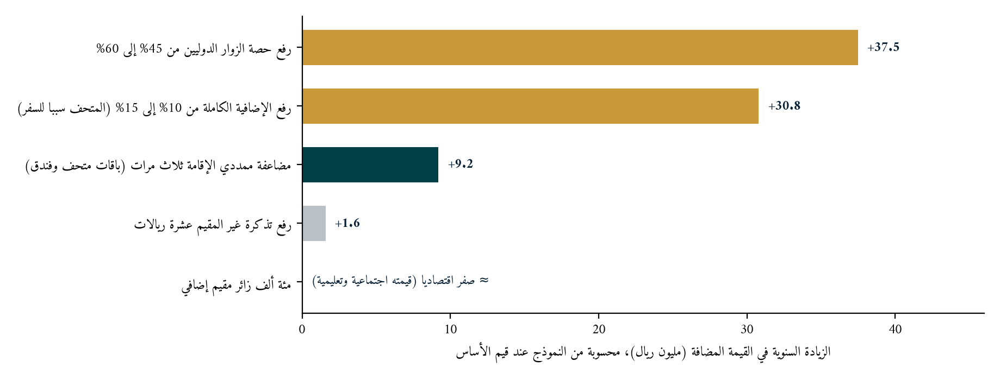 رفع حصة الزوار الدوليين من 45% إلى 60%
+37.5
رفع الإضافية الكاملة من 10% إلى 15% (المتحف سببا للسفر)
+30.8
مضاعفة ممددي الإقامة ثلاث مرات (باقات متحف وفندق)
+9.2
رفع تذكرة غير المقيم عشرة ريالات
+1.6
مئة ألف زائر مقيم إضافي
≈ صفر اقتصاديا (قيمته اجتماعية وتعليمية)
0 10 20 30 40
الزيادة السنوية في القيمة المضافة (مليون ريال)، محسوبة من النموذج عند قيم الأساس